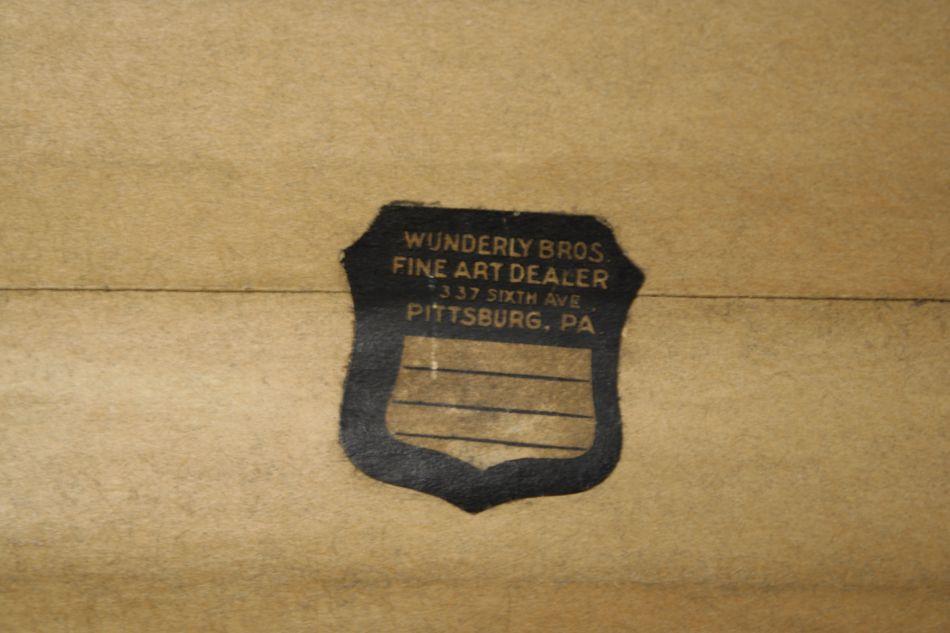 WUNDERLY BROS.
FINE ART DEALER
337 SIXTH AVE
PITTSBURG, PA.